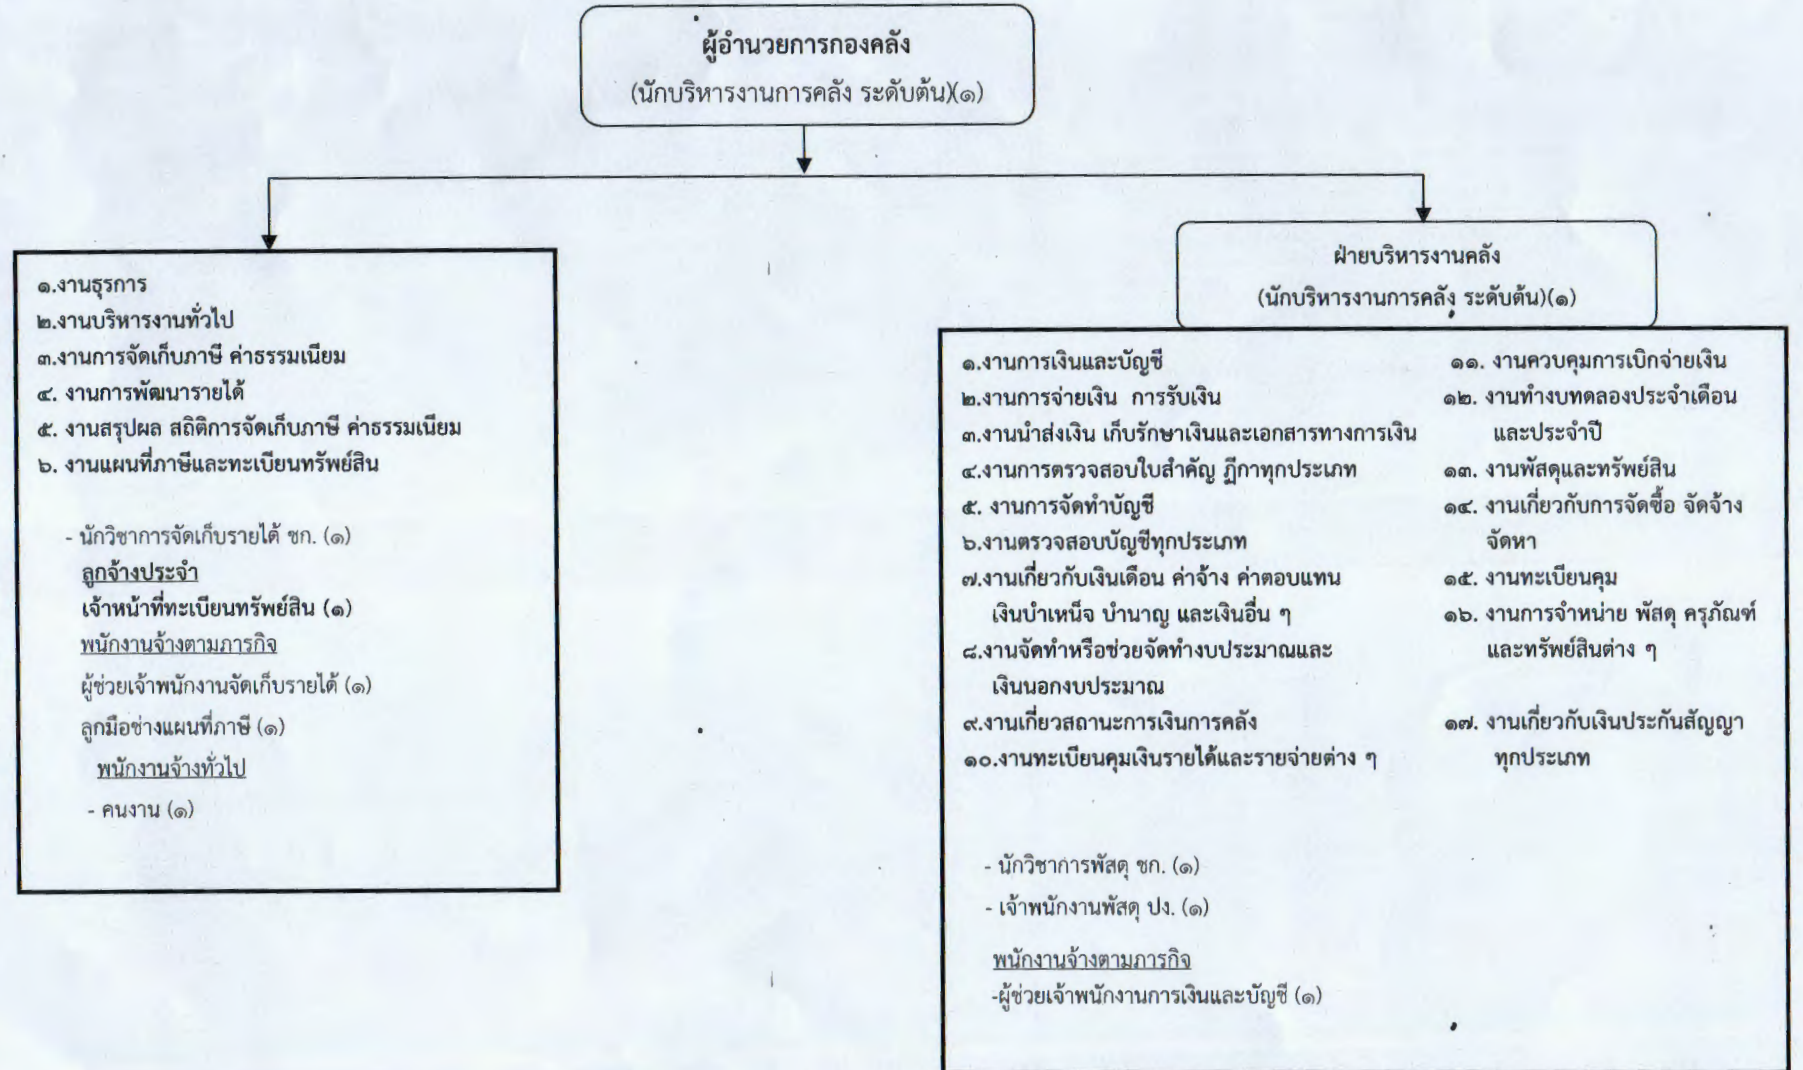 ผู้อำนวยการกองคลัง
(นักบริหารงานการคลัง ระดับต้น)(๑)
๑.งานธุรการ
๒.งานบริหารงานทั่วไป
๓.งานการจัดเก็บภาษี ค่าธรรมเนียม
๔. งานการพัฒนารายได้
๕. งานสรุปผล สถิติการจัดเก็บภาษี ค่าธรรมเนียม
๖. งานแผนที่ภาษีและทะเบียนทรัพย์สิน
- นักวิชาการจัดเก็บรายได้ ชก. (๑)
ลูกจ้างประจำ
เจ้าหน้าที่ทะเบียนทรัพย์สิน (๑)
พนักงานจ้างตามภารกิจ
ผู้ช่วยเจ้าพนักงานจัดเก็บรายได้ (๑)
ลูกมือช่างแผนที่ภาษี (๑)
พนักงานจ้างทั่วไป
- คนงาน (๑)
ฝ่ายบริหารงานคลัง
(นักบริหารงานการคลัง ระดับต้น)(๑)
๑.งานการเงินและบัญชี
๒.งานการจ่ายเงิน การรับเงิน
๓.งานนำส่งเงิน เก็บรักษาเงินและเอกสารทางการเงิน
๔.งานการตรวจสอบใบสำคัญ ฏีกาทุกประเภท
๕. งานการจัดทำบัญชี
๖.งานตรวจสอบบัญชีทุกประเภท
๗.งานเกี่ยวกับเงินเดือน ค่าจ้าง ค่าตอบแทน
เงินบำเหน็จ บำนาญ และเงินอื่น ๆ
๘.งานจัดทำหรือช่วยจัดทำงบประมาณและ
เงินนอกงบประมาณ
๙.งานเกี่ยวสถานะการเงินการคลัง
๑๐.งานทะเบียนคุมเงินรายได้และรายจ่ายต่าง ๆ
๑๑. งานควบคุมการเบิกจ่ายเงิน
๑๒. งานทำงบทดลองประจำเดือน
และประจำปี
๑๓. งานพัสดุและทรัพย์สิน
๑๔. งานเกี่ยวกับการจัดซื้อ จัดจ้าง
จัดหา
๑๕. งานทะเบียนคุม
๑๖. งานการจำหน่าย พัสดุ ครุภัณฑ์
และทรัพย์สินต่าง ๆ
๑๗. งานเกี่ยวกับเงินประกันสัญญา
ทุกประเภท
- นักวิชาการพัสดุ ชก. (๑)
- เจ้าพนักงานพัสดุ ปง. (๑)
พนักงานจ้างตามภารกิจ
-ผู้ช่วยเจ้าพนักงานการเงินและบัญชี (๑)